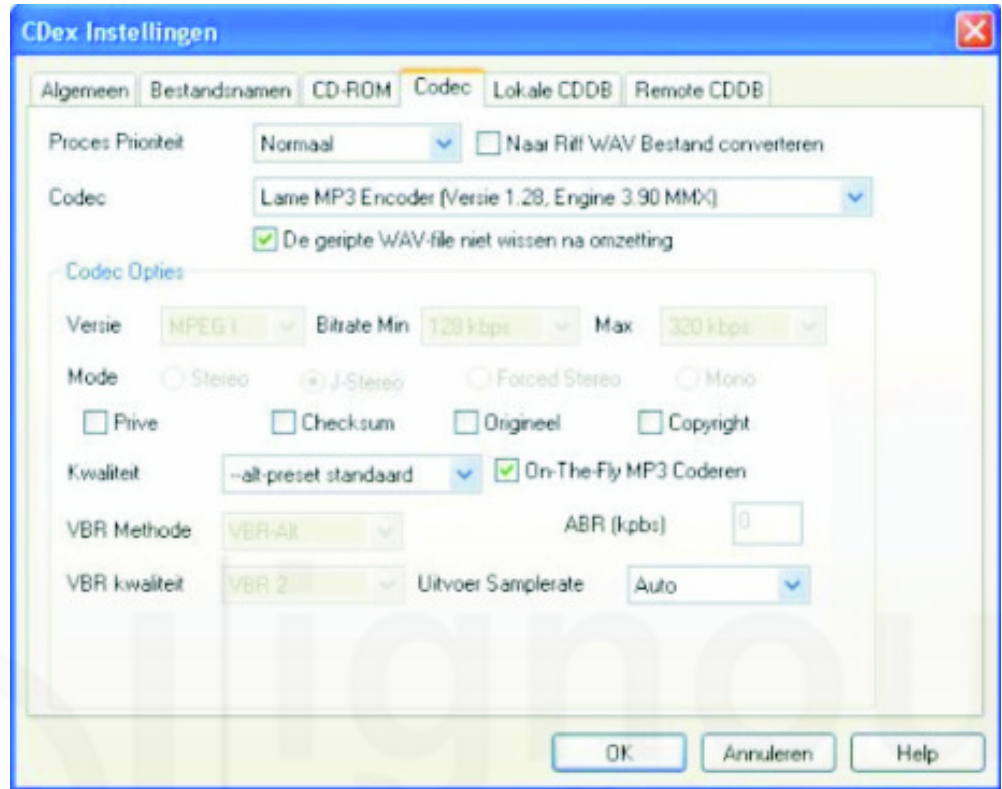 CDex Instellingen
Algemeen Bestandsnamen CD-ROM Codec Lokale CDDB Remote CDDB
Proces Prioriteit Normaal Naar Riff WAV Bestand converteren
Codec Lame MP3 Encoder (Versie 1.28, Engine 3.90 MMX)
De geripte WAV-file niet wissen na omzetting
Codec Opties
Versie MPEG I Bitrate Min 128 kbps Max 320 kbps
Mode Stereo J-Stereo Forced Stereo Mono
Prive Checksum Origineel Copyright
Kwaliteit --alt-preset standaard On-The-Fly MP3 Coderen
VBR Methode VBR-Alt ABR (kpbs) 0
VBR kwaliteit VBR 2 Uitvoer Samplerate Auto
ignou
OK Annuleren Help